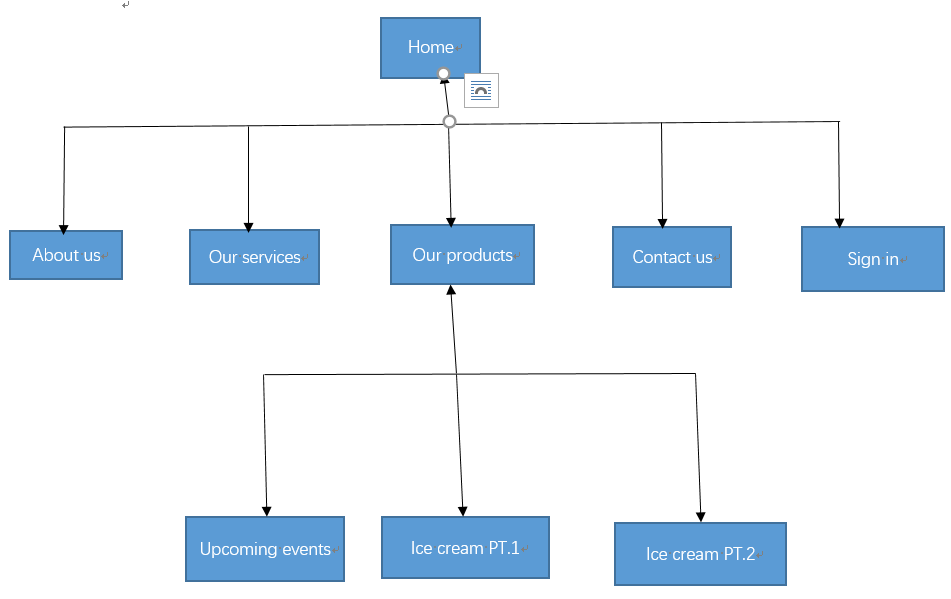 Home
About us
Our services
Our products
Contact us
Sign in
Upcoming events
Ice cream PT.1
Ice cream PT.2